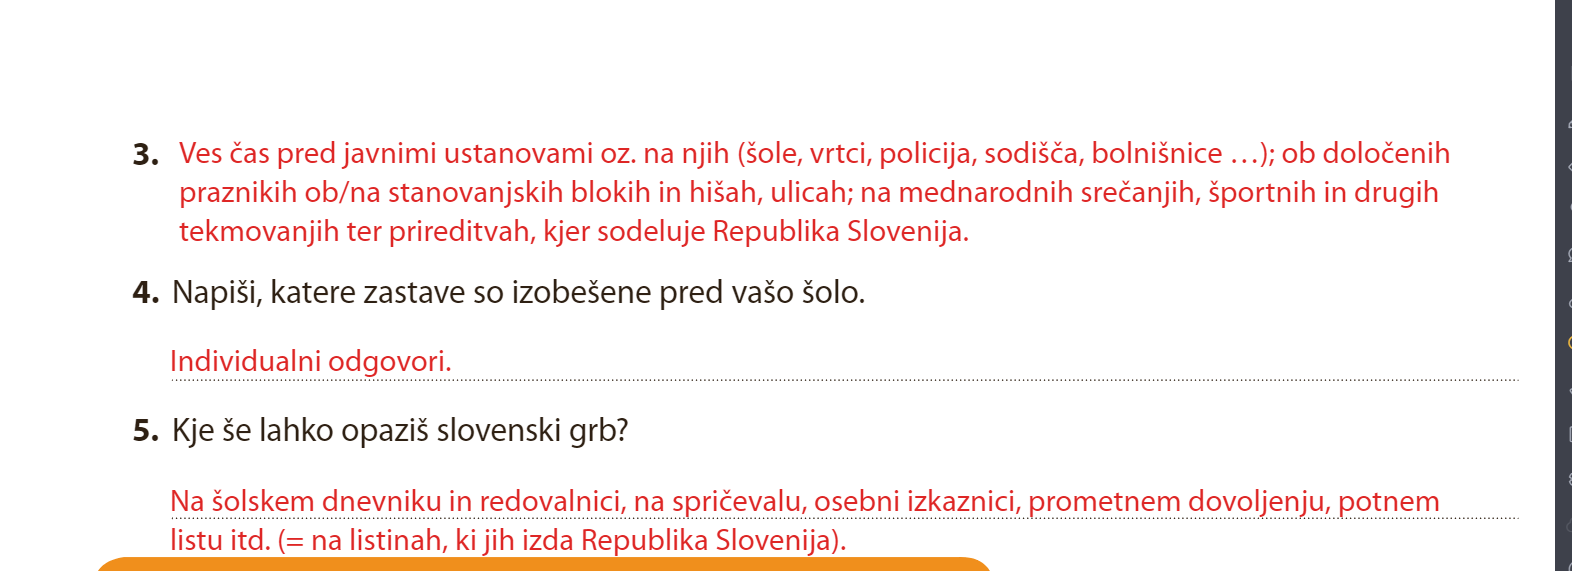 3. Ves čas pred javnimi ustanovami oz. na njih (šole, vrtci, policija, sodišča, bolnišnice …); ob določenih
praznikih ob/na stanovanjskih blokih in hišah, ulicah; na mednarodnih srečanjih, športnih in drugih
tekmovanjih ter prireditvah, kjer sodeluje Republika Slovenija.
4. Napiši, katere zastave so izobešene pred vašo šolo.
Individualni odgovori.
5. Kje še lahko opaziš slovenski grb?
Na šolskem dnevniku in redovalnici, na spričevalu, osebni izkaznici, prometnem dovoljenju, potnem
listu itd. (= na listinah, ki jih izda Republika Slovenija).